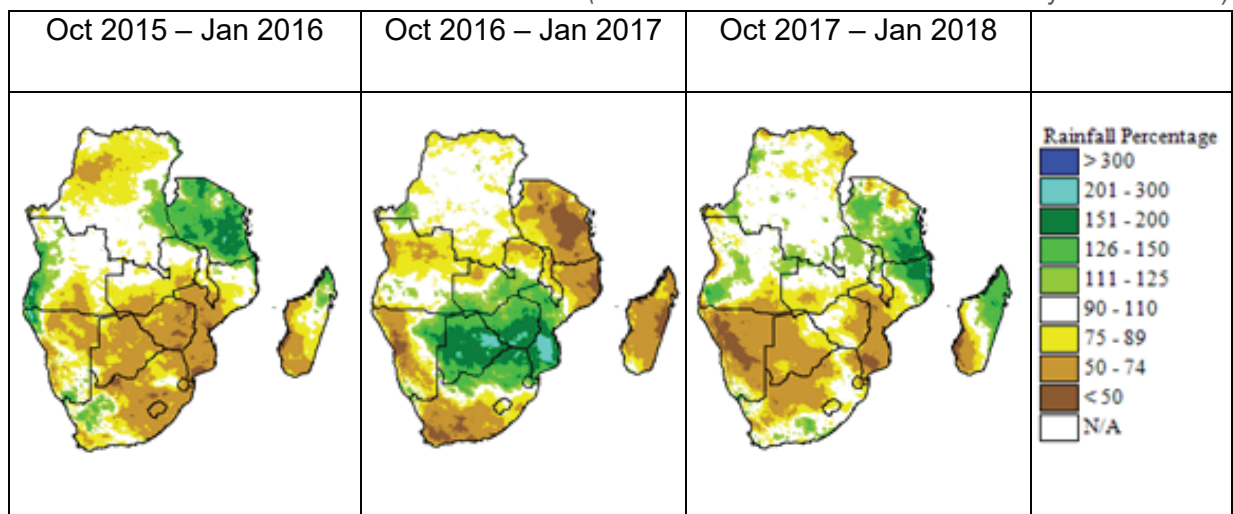 Oct 2015 – Jan 2016
Oct 2016 – Jan 2017
Oct 2017 – Jan 2018
Rainfall Percentage
> 300
201 - 300
151 - 200
126 - 150
111 - 125
90 - 110
75 - 89
50 - 74
< 50
N/A